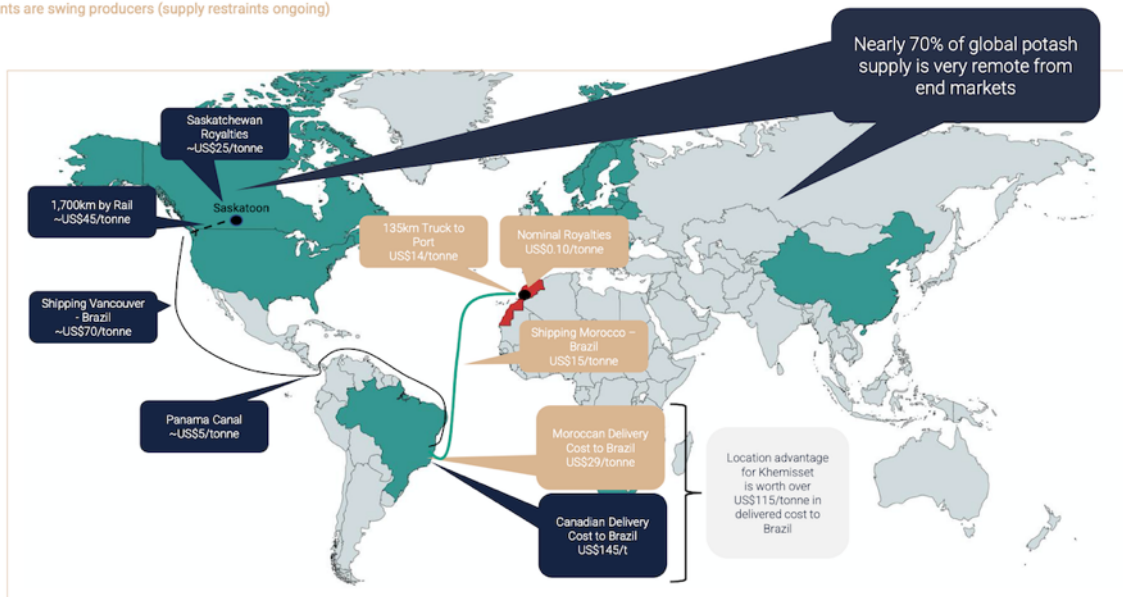 nts are swing producers (supply restraints ongoing)
Nearly 70% of global potash
supply is very remote from
end markets
Saskatchewan
Royalties
~US$25/tonne
1,700km by Rail
~US$45/tonne
Saskatoon
135km Truck to
Port
US$14/tonne
Nominal Royalties
US$0.10/tonne
Shipping Vancouver
- Brazil
~US$70/tonne
Shipping Morocco –
Brazil
US$15/tonne
Panama Canal
~US$5/tonne
Moroccan Delivery
Cost to Brazil
US$29/tonne
Location advantage
for Khemisset
is worth over
US$115/tonne in
delivered cost to
Brazil
Canadian Delivery
Cost to Brazil
US$145/t